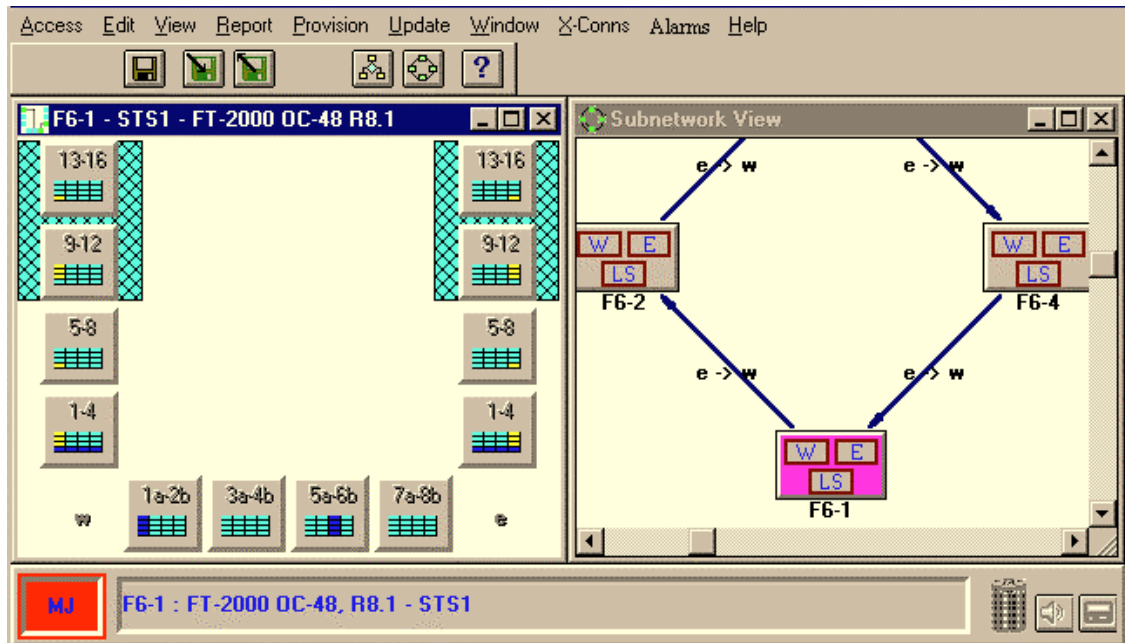 Access Edit View Report Provision Update Window X-Conns Alarms Help
?
F6-1 - STS1 - FT-2000 OC-48 R8.1
13-16 13-16
9-12 9-12
5-8 5-8
1-4 1-4
1a-2b 3a-4b 5a-6b 7a-8b
w e
Subnetwork View
e -> w e -> w
W E W E
LS LS
F6-2 F6-4
e -> w e -> w
W E
LS
F6-1
MJ F6-1 : FT-2000 OC-48, R8.1 - STS1